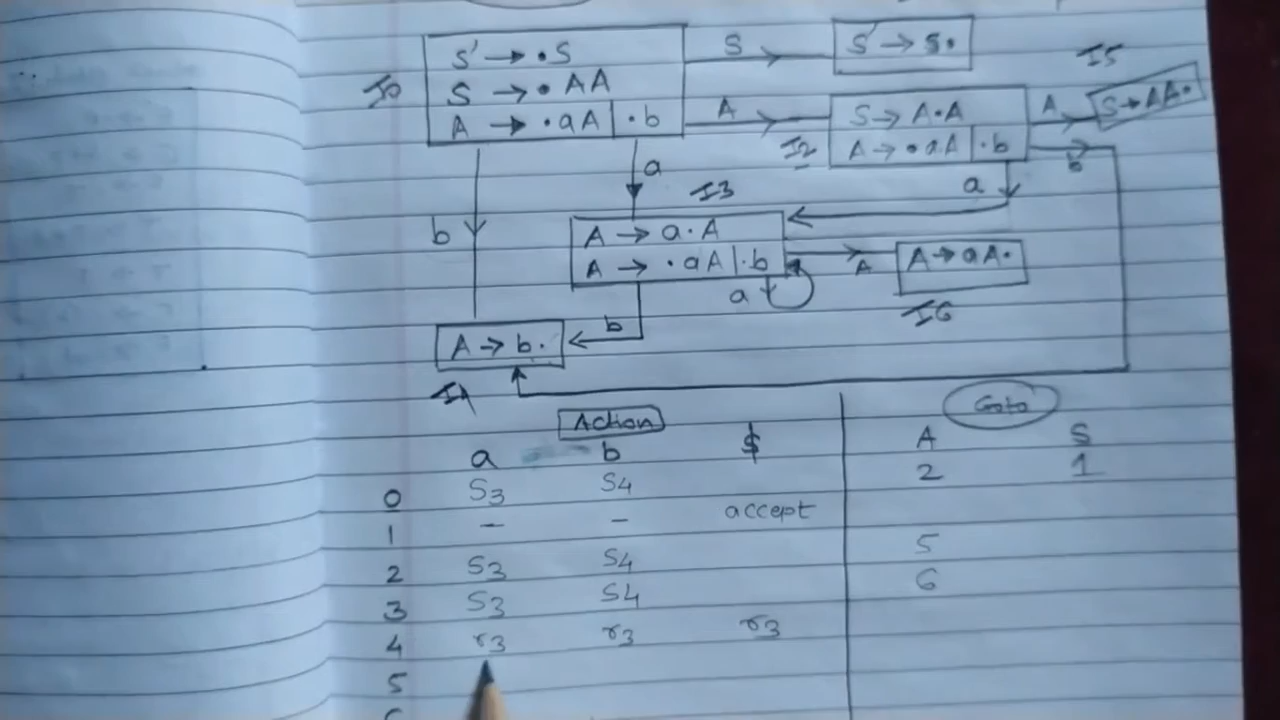 S' → •S
S → •AA
A → •aA | •b
I0
S
S' → S•
A
I2
S → A•A
A → •aA | •b
I5
A
S → AA•
b
a
a
b
I3
A → a•A
A → •aA | •b
a
A
A → aA•
I6
b
A → b•
I4
Action
Goto
a b $ A S
0 S3 S4 2 1
1 – – accept
2 S3 S4 5
3 S3 S4 6
4 r3 r3 r3
5